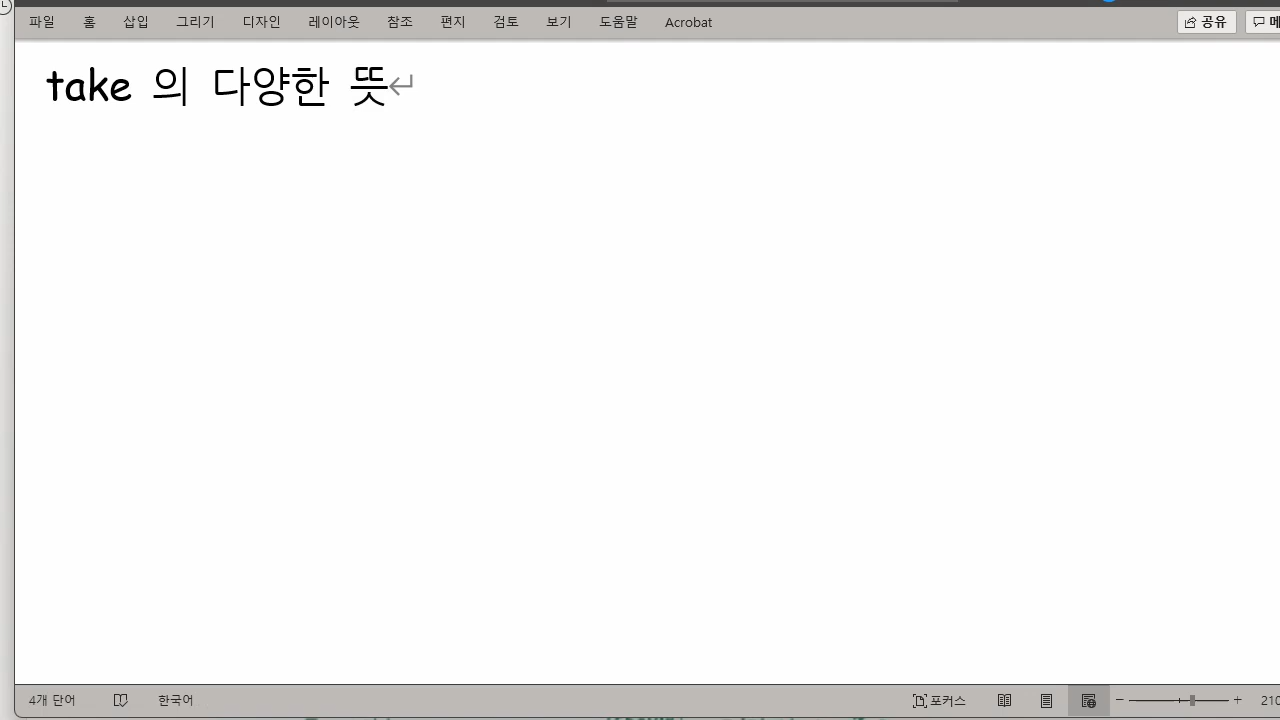 파일 홈 삽입 그리기 디자인 레이아웃 참조 편지 검토 보기 도움말 Acrobat 공유
take 의 다양한 뜻
4개 단어 한국어 포커스 210